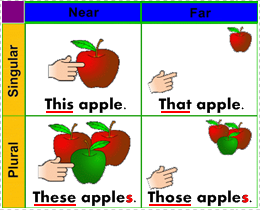 Near Far
Singular
This apple. That apple.
Plural
These apples. Those apples.